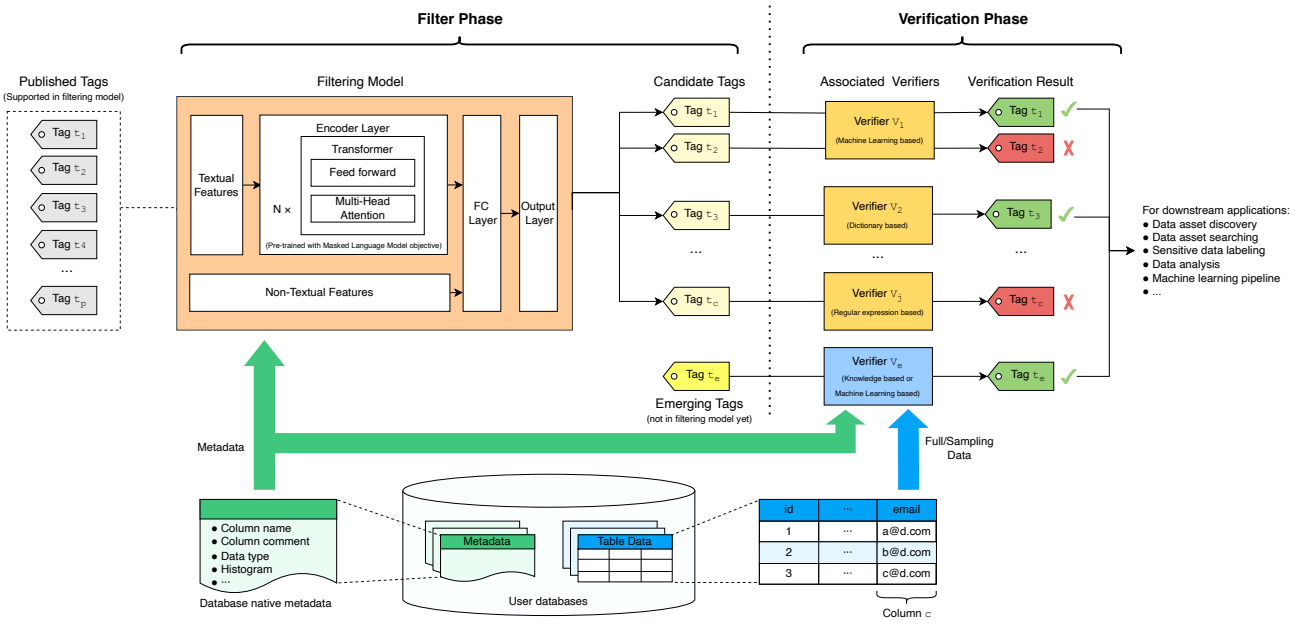 Filter Phase
Verification Phase
Published Tags
(Supported in filtering model)
Tag t1
Tag t2
Tag t3
Tag t4
...
Tag tp
Filtering Model
Textual
Features
Encoder Layer
Transformer
Feed forward
Multi-Head
Attention
N ×
(Pre-trained with Masked Language Model objective)
Non-Textual Features
FC
Layer
Output
Layer
Candidate Tags
Tag t1
Tag t2
Tag t3
...
Tag tc
Tag te
Emerging Tags
(not in filtering model yet)
Associated Verifiers
Verifier V1
(Machine Learning based)
Verifier V2
(Dictionary based)
...
Verifier Vj
(Regular expression based)
Verifier Ve
(Knowledge based or
Machine Learning based)
Verification Result
Tag t1 ✓
Tag t2 ✗
Tag t3 ✓
...
Tag tc ✗
Tag te ✓
For downstream applications:
● Data asset discovery
● Data asset searching
● Sensitive data labeling
● Data analysis
● Machine learning pipeline
● ...
Metadata
Full/Sampling
Data
● Column name
● Column comment
● Data type
● Histogram
● ...
Database native metadata
Metadata
Table Data
User databases
id ... email
1 ... a@d.com
2 ... b@d.com
3 ... c@d.com
Column c